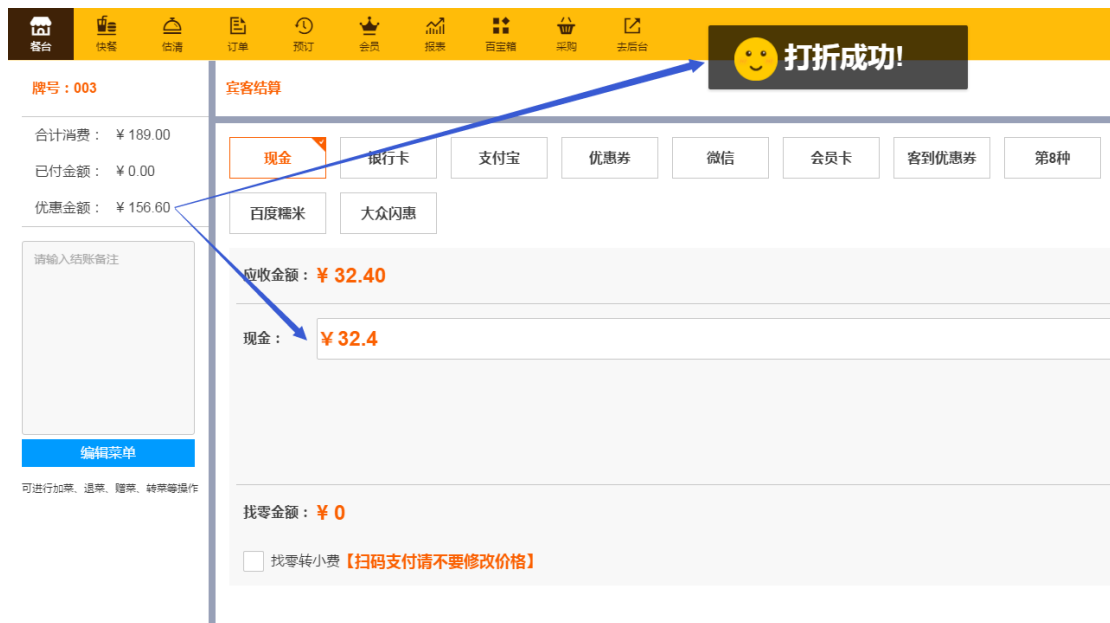 餐台 快餐 估清 订单 预订 会员 报表 百宝箱 采购 去后台
打折成功!
牌号：003
宾客结算
合计消费： ￥189.00
已付金额： ￥0.00
优惠金额： ￥156.60
请输入结账备注
编辑菜单
可进行加菜、退菜、赠菜、转菜等操作
现金 银行卡 支付宝 优惠券 微信 会员卡 客到优惠券 第8种
百度糯米 大众闪惠
应收金额：￥32.40
现金： ￥32.4
找零金额：￥0
找零转小费【扫码支付请不要修改价格】